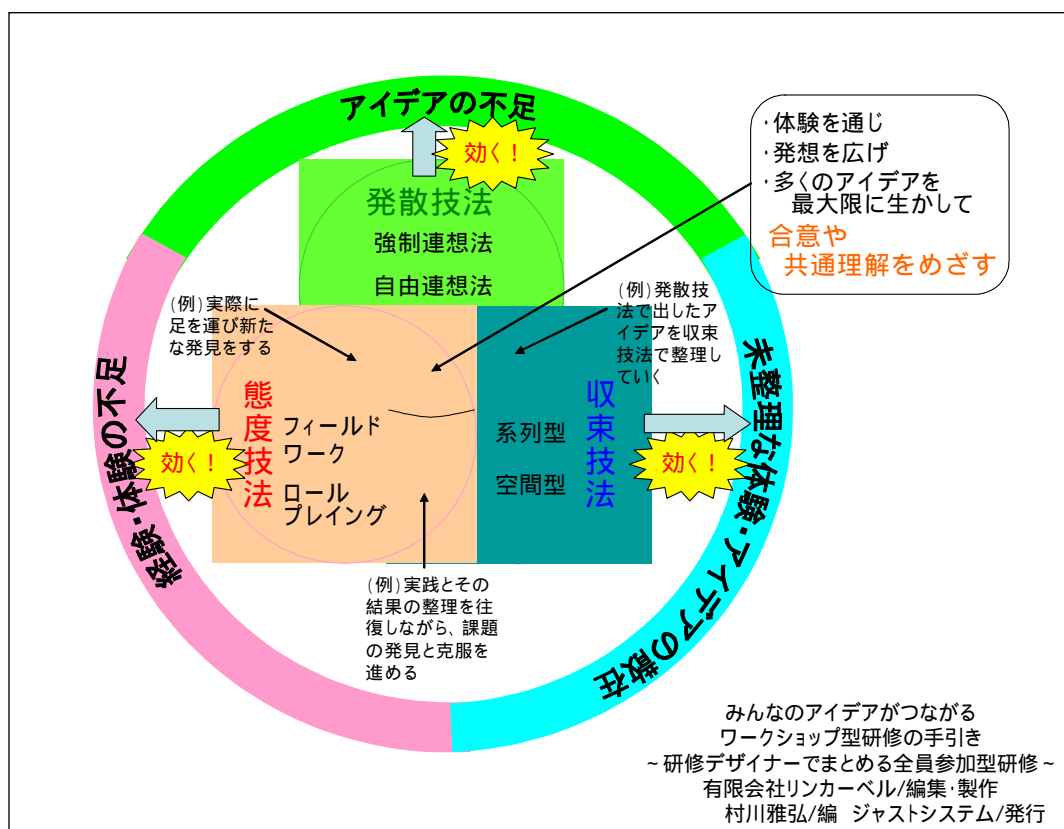 アイデアの不足
効く！
発散技法
強制連想法
自由連想法
・体験を通じ
・発想を広げ
・多くのアイデアを
最大限に生かして
合意や
共通理解をめざす
（例）実際に
足を運び新た
な発見をする
（例）発散技
法で出したア
イデアを収束
技法で整理し
ていく
経験・体験の不足
効く！
態度技法
フィールド
ワーク
ロール
プレイング
系列型
空間型
収束技法
効く！
未整理な体験・アイデアの散在
（例）実践とその
結果の整理を往
復しながら、課題
の発見と克服を
進める
みんなのアイデアがつながる
ワークショップ型研修の手引き
～研修デザイナーでまとめる全員参加型研修～
有限会社リンカーベル/編集・製作
村川雅弘/編　ジャストシステム/発行